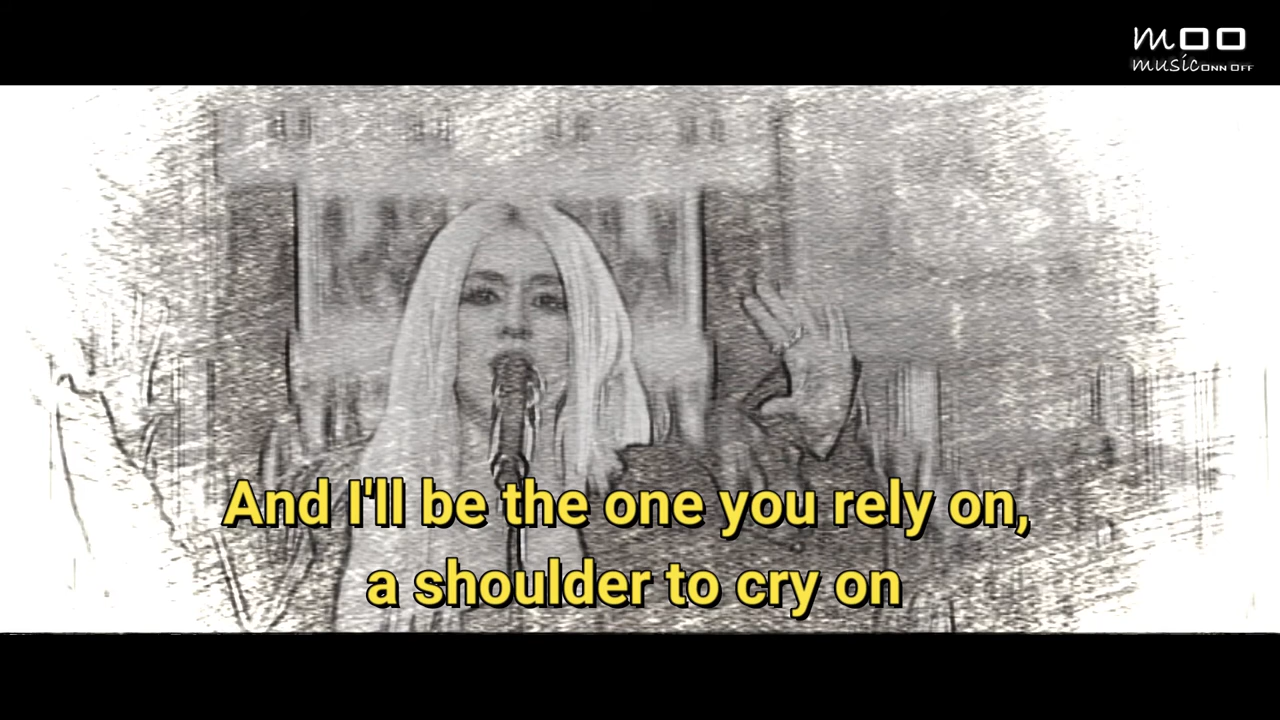 moo
music ONN OFF
And I'll be the one you rely on,
a shoulder to cry on